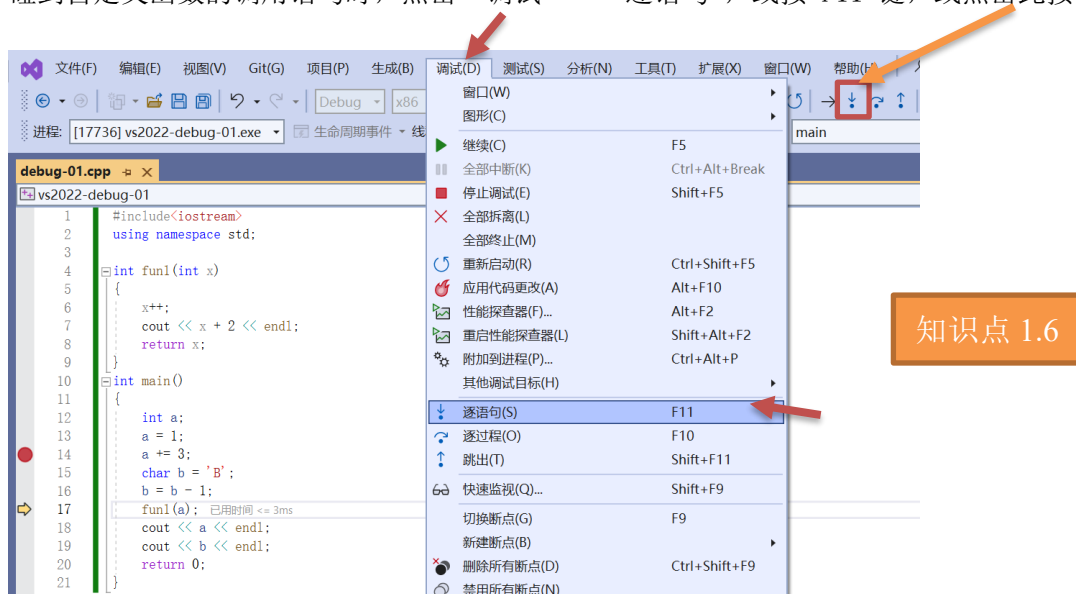 文件(F) 编辑(E) 视图(V) Git(G) 项目(P) 生成(B) 调试(D) 测试(S) 分析(N) 工具(T) 扩展(X) 窗口(W) 帮助(H)
Debug x86
进程: [17736] vs2022-debug-01.exe 生命周期事件 线 main
debug-01.cpp
vs2022-debug-01
1 #include<iostream>
2 using namespace std;
3
4 int fun1(int x)
5 {
6 x++;
7 cout << x + 2 << endl;
8 return x;
9 }
10 int main()
11 {
12 int a;
13 a = 1;
14 a += 3;
15 char b = 'B';
16 b = b - 1;
17 fun1(a); 已用时间 <= 3ms
18 cout << a << endl;
19 cout << b << endl;
20 return 0;
21 }
窗口(W)
图形(C)
继续(C) F5
全部中断(K) Ctrl+Alt+Break
停止调试(E) Shift+F5
全部拆离(L)
全部终止(M)
重新启动(R) Ctrl+Shift+F5
应用代码更改(A) Alt+F10
性能探查器(F)... Alt+F2
重启性能探查器(L) Shift+Alt+F2
附加到进程(P)... Ctrl+Alt+P
其他调试目标(H)
逐语句(S) F11
逐过程(O) F10
跳出(T) Shift+F11
快速监视(Q)... Shift+F9
切换断点(G) F9
新建断点(B)
删除所有断点(D) Ctrl+Shift+F9
禁用所有断点(N)
知识点 1.6